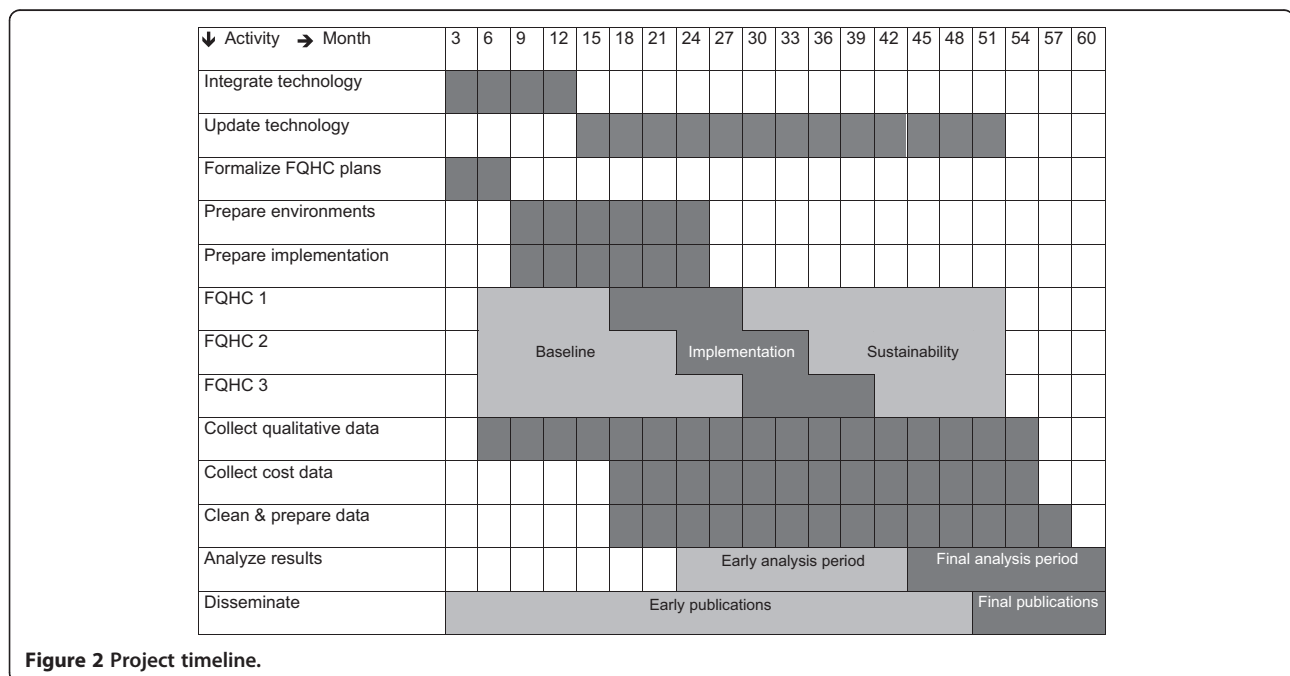 ↓ Activity → Month 3 6 9 12 15 18 21 24 27 30 33 36 39 42 45 48 51 54 57 60
Integrate technology
Update technology
Formalize FQHC plans
Prepare environments
Prepare implementation
FQHC 1
FQHC 2 Baseline Implementation Sustainability
FQHC 3
Collect qualitative data
Collect cost data
Clean & prepare data
Analyze results Early analysis period Final analysis period
Disseminate Early publications Final publications
Figure 2 Project timeline.